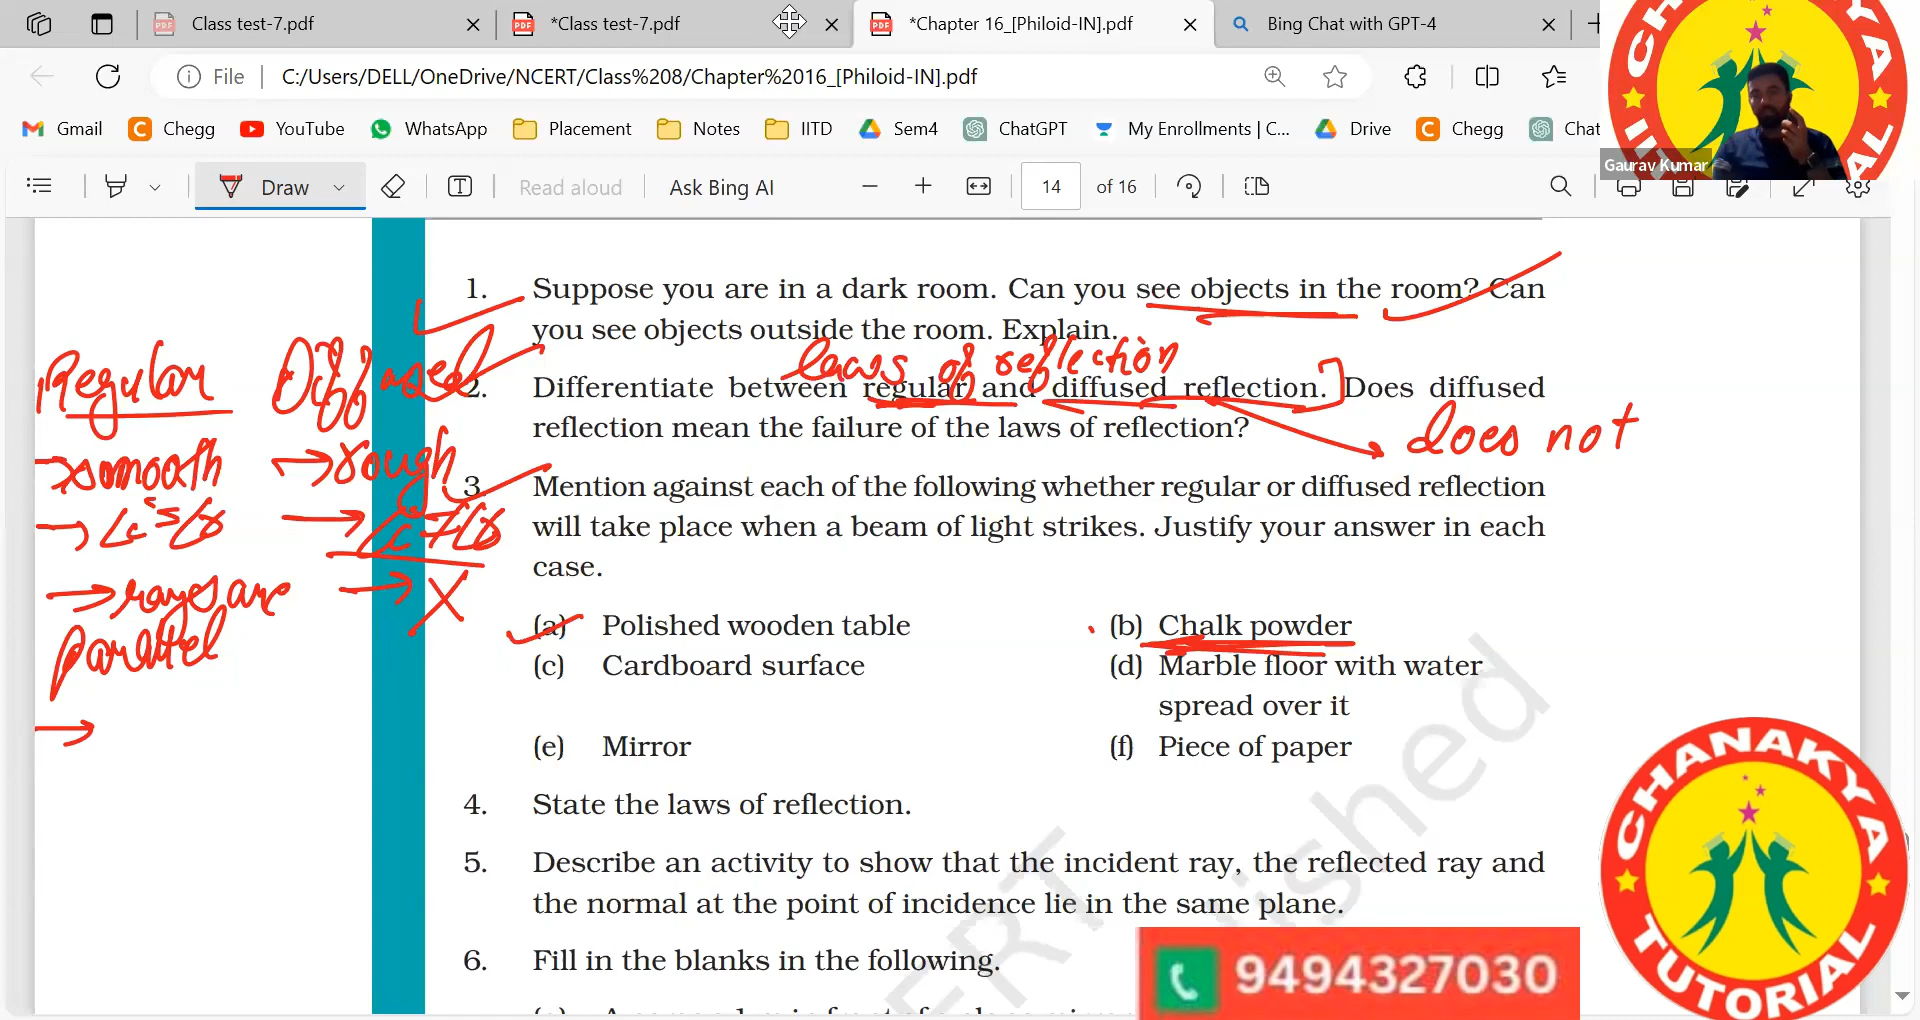 Class test-7.pdf
*Class test-7.pdf
*Chapter 16_[Philoid-IN].pdf
Bing Chat with GPT-4
File
C:/Users/DELL/OneDrive/NCERT/Class%208/Chapter%2016_[Philoid-IN].pdf
Gmail
Chegg
YouTube
WhatsApp
Placement
Notes
IITD
Sem4
ChatGPT
My Enrollments | C...
Drive
Chegg
Chat
Gaurav Kumar
Draw
Read aloud
Ask Bing AI
14
of 16
1. Suppose you are in a dark room. Can you see objects in the room? Can
you see objects outside the room. Explain.
laws of reflection
2. Differentiate between regular and diffused reflection. Does diffused
reflection mean the failure of the laws of reflection?
does not
3. Mention against each of the following whether regular or diffused reflection
will take place when a beam of light strikes. Justify your answer in each
case.
(a) Polished wooden table
(b) Chalk powder
(c) Cardboard surface
(d) Marble floor with water
spread over it
(e) Mirror
(f) Piece of paper
4. State the laws of reflection.
5. Describe an activity to show that the incident ray, the reflected ray and
the normal at the point of incidence lie in the same plane.
6. Fill in the blanks in the following.
Regular
Diffused
→ smooth
→ rough
→ rays are
→ X
parallel
→
CHANAKYA
TUTORIAL
9494327030